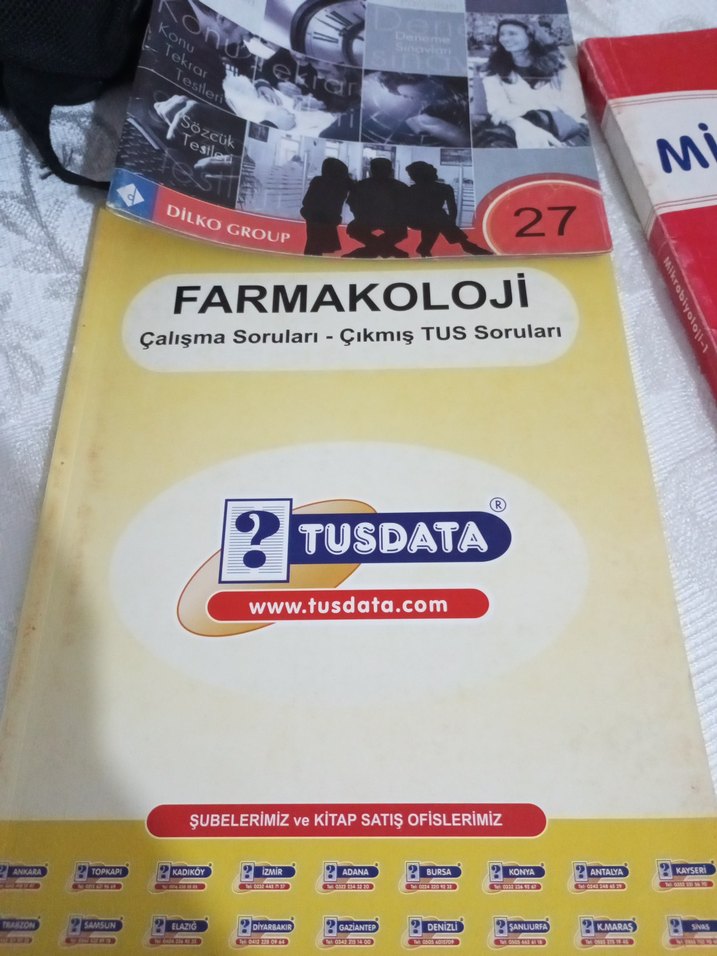 Konu
Tekrar
Testleri
Deneme
Sınavları
Sözcük
Testleri
DİLKO GROUP
27
Mİ
Mikrobiyoloji-1
FARMAKOLOJİ
Çalışma Soruları - Çıkmış TUS Soruları
? TUSDATA ®
www.tusdata.com
ŞUBELERİMİZ ve KİTAP SATIŞ OFİSLERİMİZ
ANKARA TOPKAPI KADIKÖY İZMİR ADANA BURSA KONYA ANTALYA KAYSERİ
TRABZON SAMSUN ELAZIĞ DİYARBAKIR GAZİANTEP DENİZLİ ŞANLIURFA K.MARAŞ SİVAS